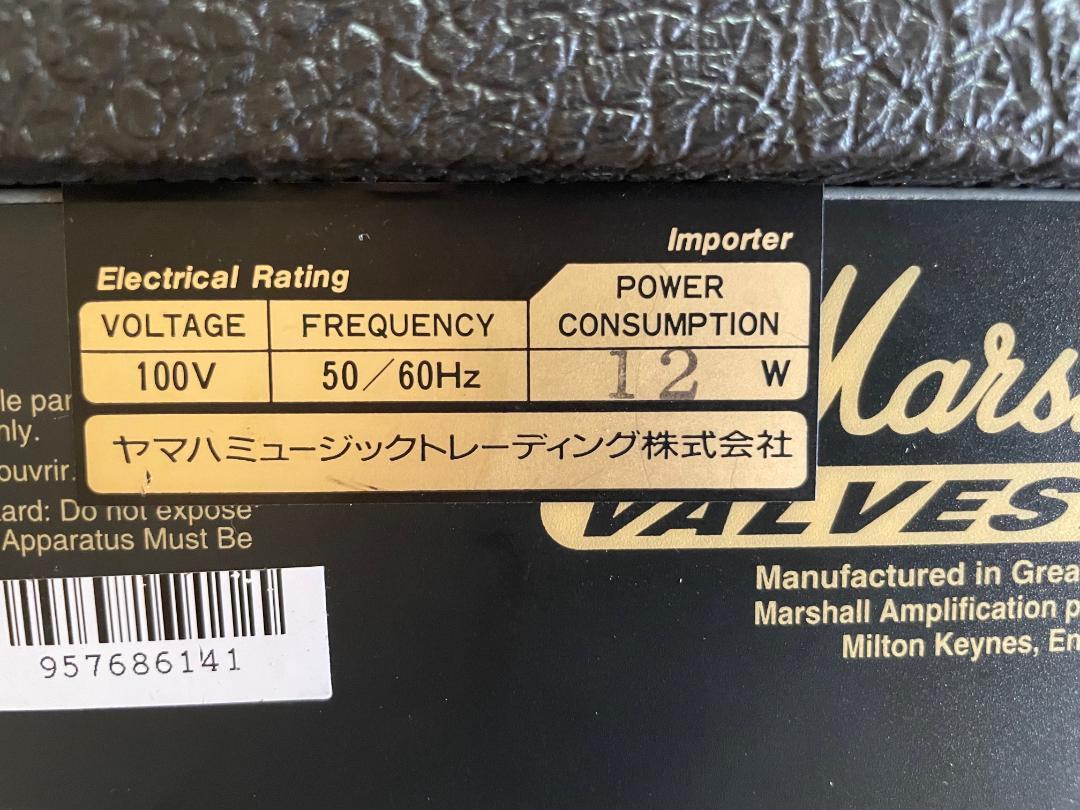 Importer
Electrical Rating
VOLTAGE FREQUENCY POWER CONSUMPTION
100V 50/60Hz 12 W
ヤマハミュージックトレーディング株式会社
Mars
VALVES
le par
nly.
ouvrir.
ard: Do not expose
Apparatus Must Be
957686141
Manufactured in Grea
Marshall Amplification p
Milton Keynes, En